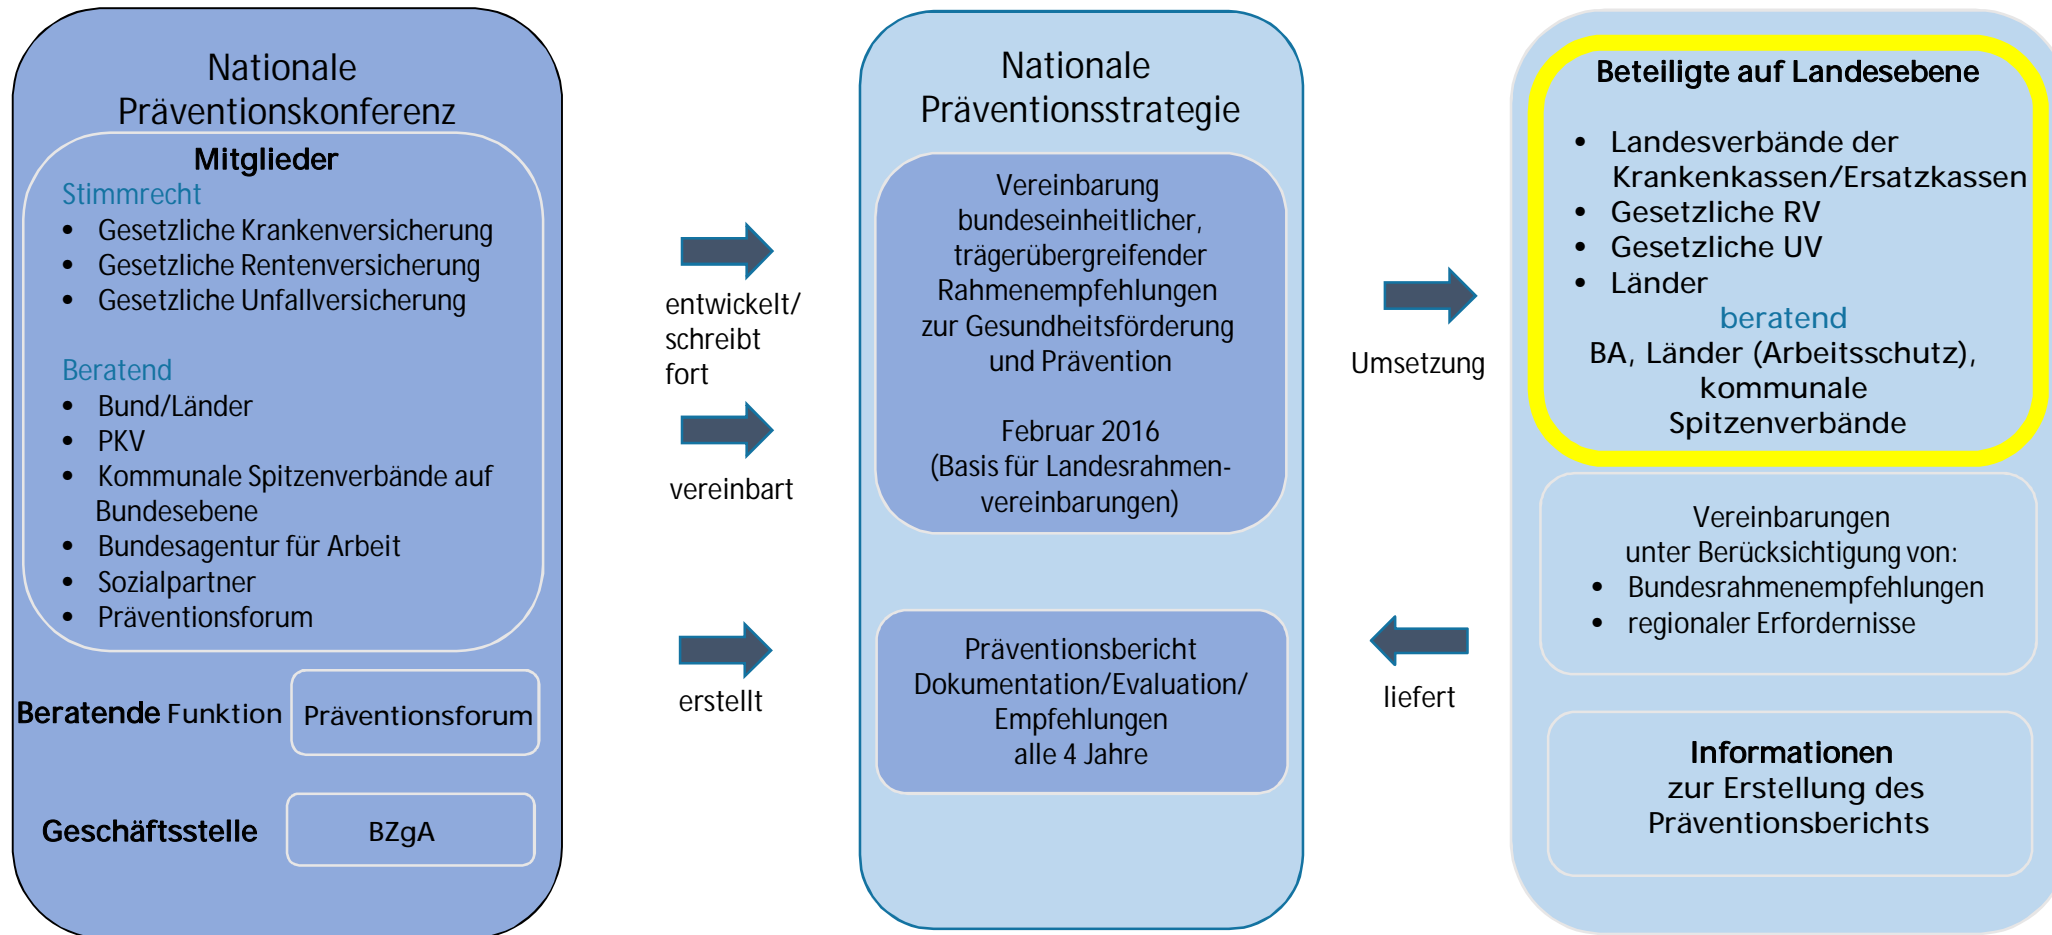 Nationale
Präventionskonferenz
Mitglieder
Stimmrecht
• Gesetzliche Krankenversicherung
• Gesetzliche Rentenversicherung
• Gesetzliche Unfallversicherung
Beratend
• Bund/Länder
• PKV
• Kommunale Spitzenverbände auf
Bundesebene
• Bundesagentur für Arbeit
• Sozialpartner
• Präventionsforum
Beratende Funktion
Präventionsforum
Geschäftsstelle
BZgA
entwickelt/
schreibt
fort
vereinbart
erstellt
Nationale
Präventionsstrategie
Vereinbarung
bundeseinheitlicher,
trägerübergreifender
Rahmenempfehlungen
zur Gesundheitsförderung
und Prävention
Februar 2016
(Basis für Landesrahmen-
vereinbarungen)
Präventionsbericht
Dokumentation/Evaluation/
Empfehlungen
alle 4 Jahre
Umsetzung
liefert
Beteiligte auf Landesebene
• Landesverbände der
Krankenkassen/Ersatzkassen
• Gesetzliche RV
• Gesetzliche UV
• Länder
beratend
BA, Länder (Arbeitsschutz),
kommunale
Spitzenverbände
Vereinbarungen
unter Berücksichtigung von:
• Bundesrahmenempfehlungen
• regionaler Erfordernisse
Informationen
zur Erstellung des
Präventionsberichts